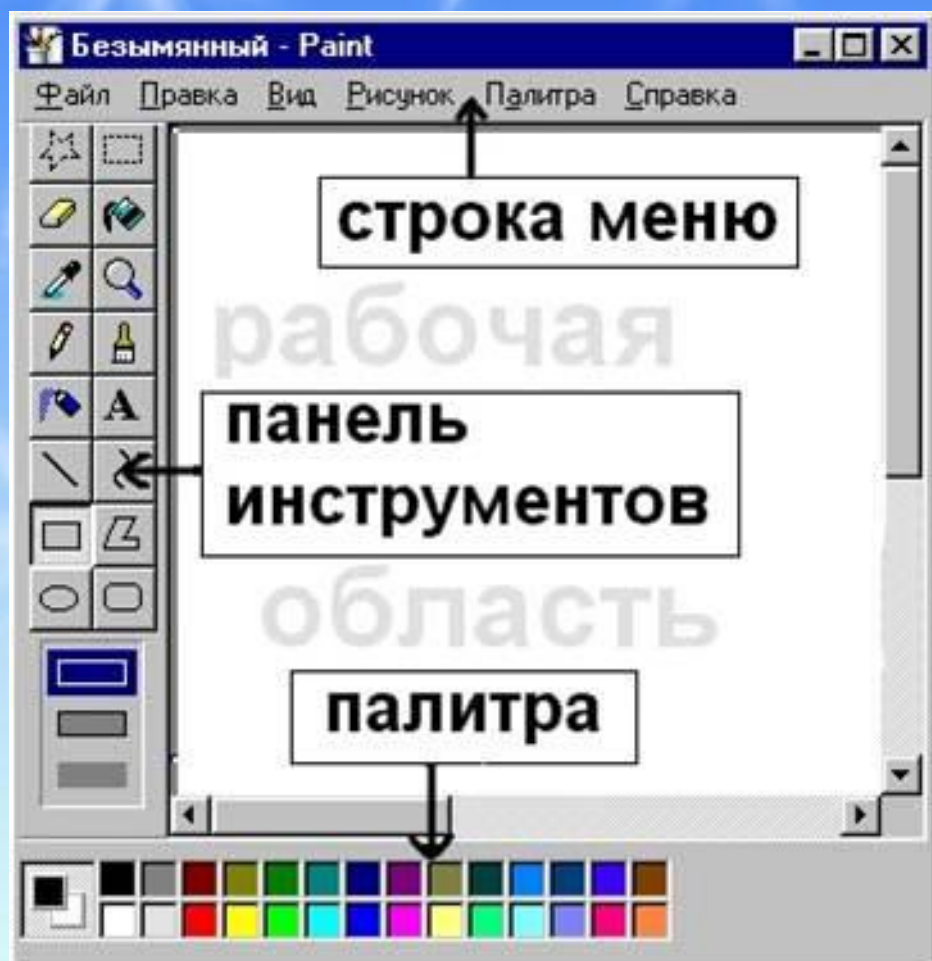 Безымянный - Paint
Файл Правка Вид Рисунок Палитра Справка
строка меню
рабочая
панель
инструментов
A
область
палитра